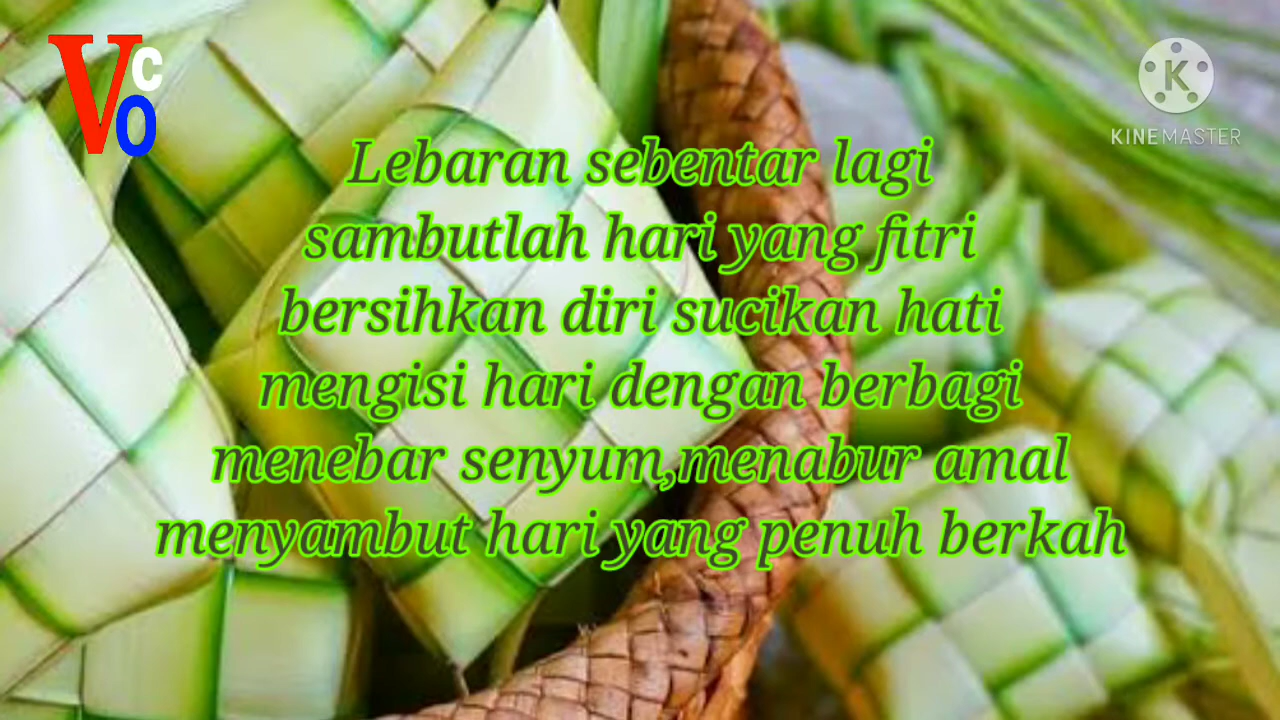 VCO
K
KINEMASTER
Lebaran sebentar lagi
sambutlah hari yang fitri
bersihkan diri sucikan hati
mengisi hari dengan berbagi
menebar senyum,menabur amal
menyambut hari yang penuh berkah